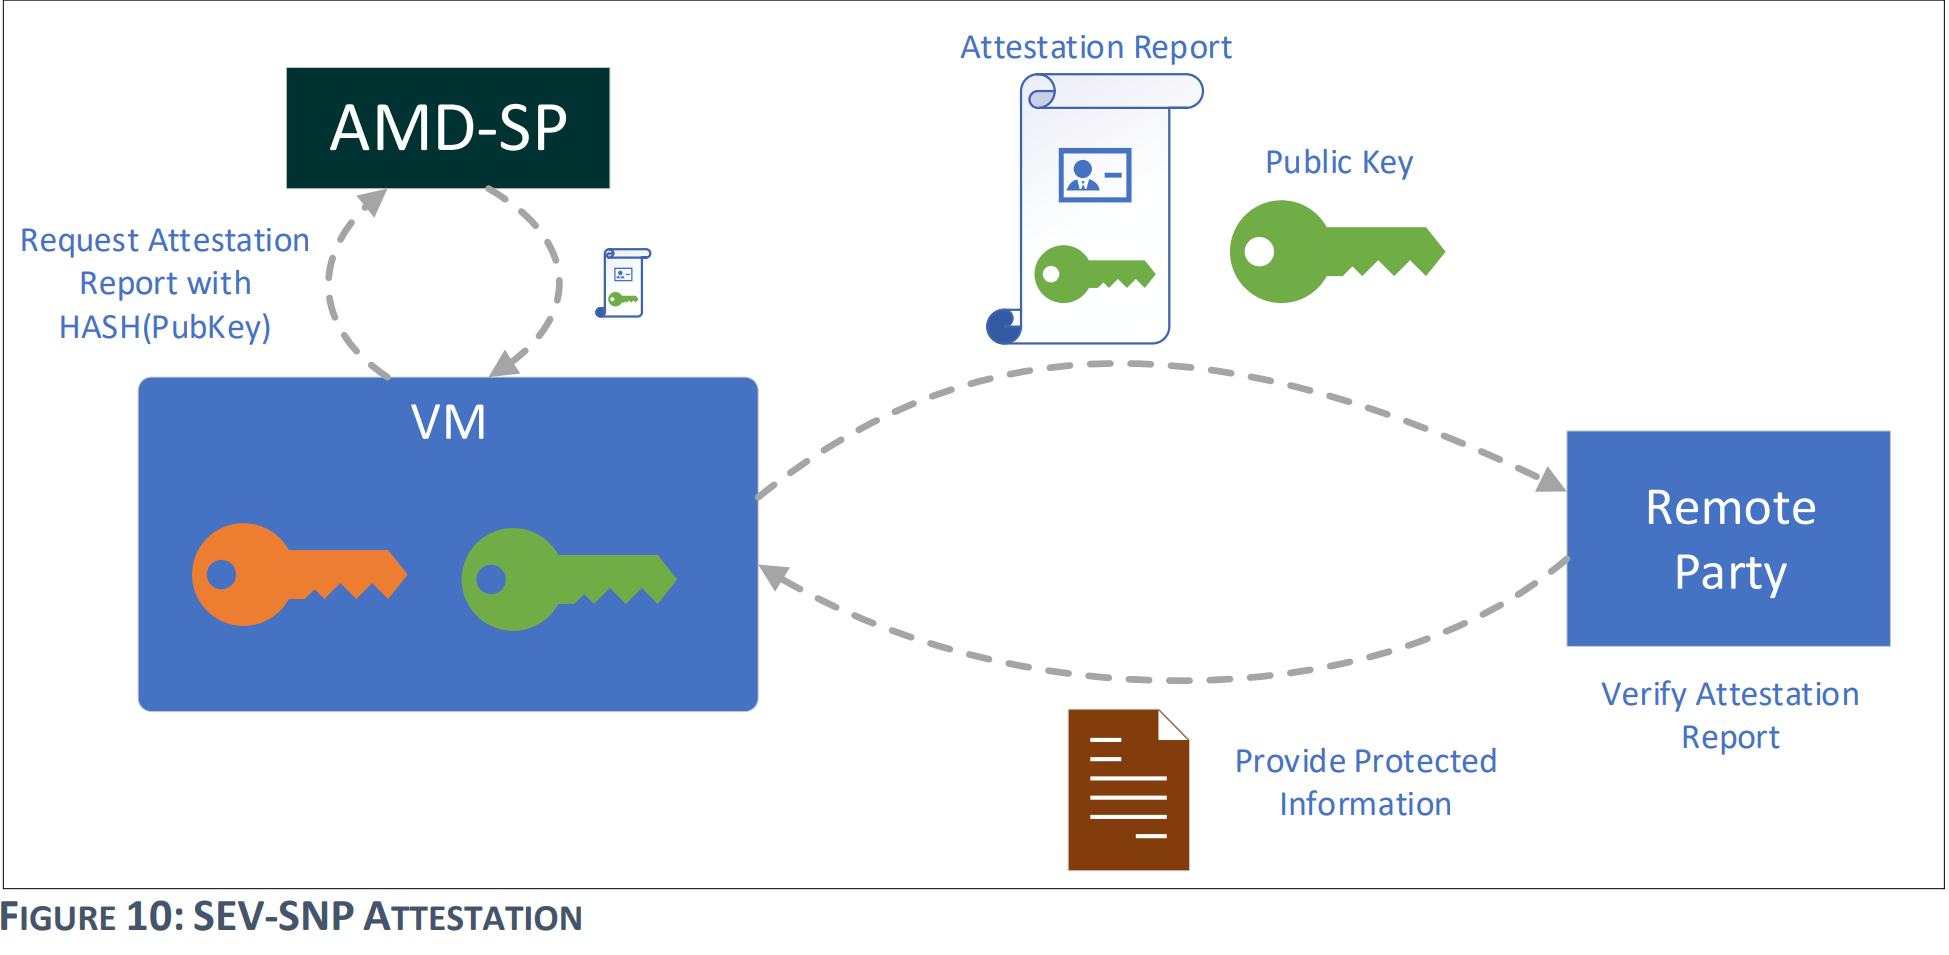 Attestation Report
AMD-SP
Public Key
Request Attestation
Report with
HASH(PubKey)
VM
Remote
Party
Verify Attestation
Report
Provide Protected
Information
FIGURE 10: SEV-SNP ATTESTATION